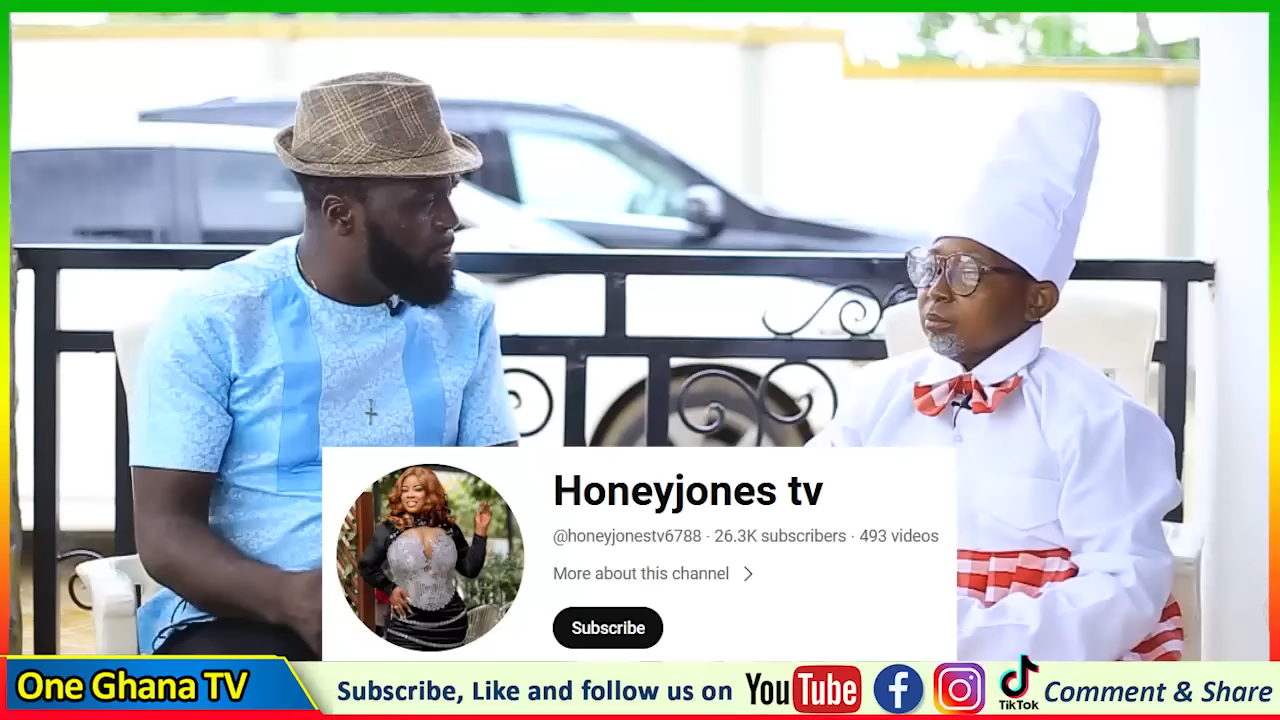 Honeyjones tv
@honeyjonestv6788 · 26.3K subscribers · 493 videos
More about this channel
Subscribe
One Ghana TV
Subscribe, Like and follow us on YouTube TikTok Comment & Share